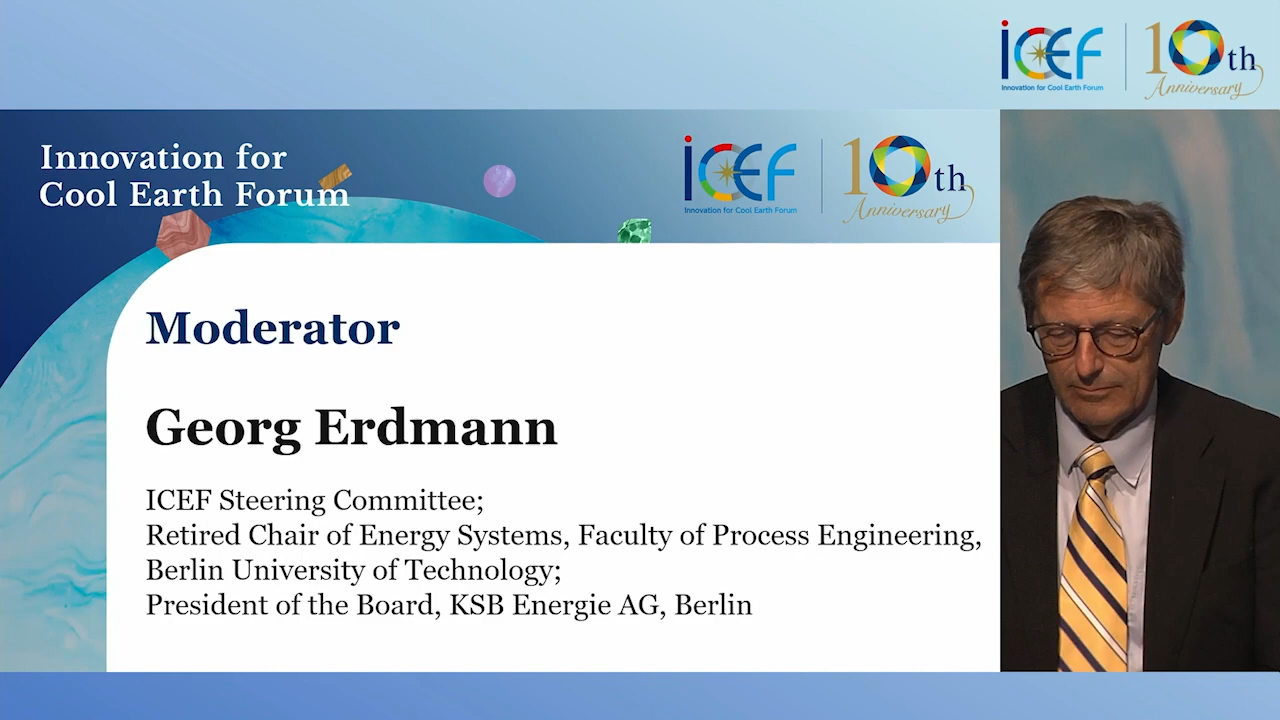 ICEF
Innovation for Cool Earth Forum
10th
Anniversary
Innovation for
Cool Earth Forum
ICEF
Innovation for Cool Earth Forum
10th
Anniversary
Moderator
Georg Erdmann
ICEF Steering Committee;
Retired Chair of Energy Systems, Faculty of Process Engineering,
Berlin University of Technology;
President of the Board, KSB Energie AG, Berlin